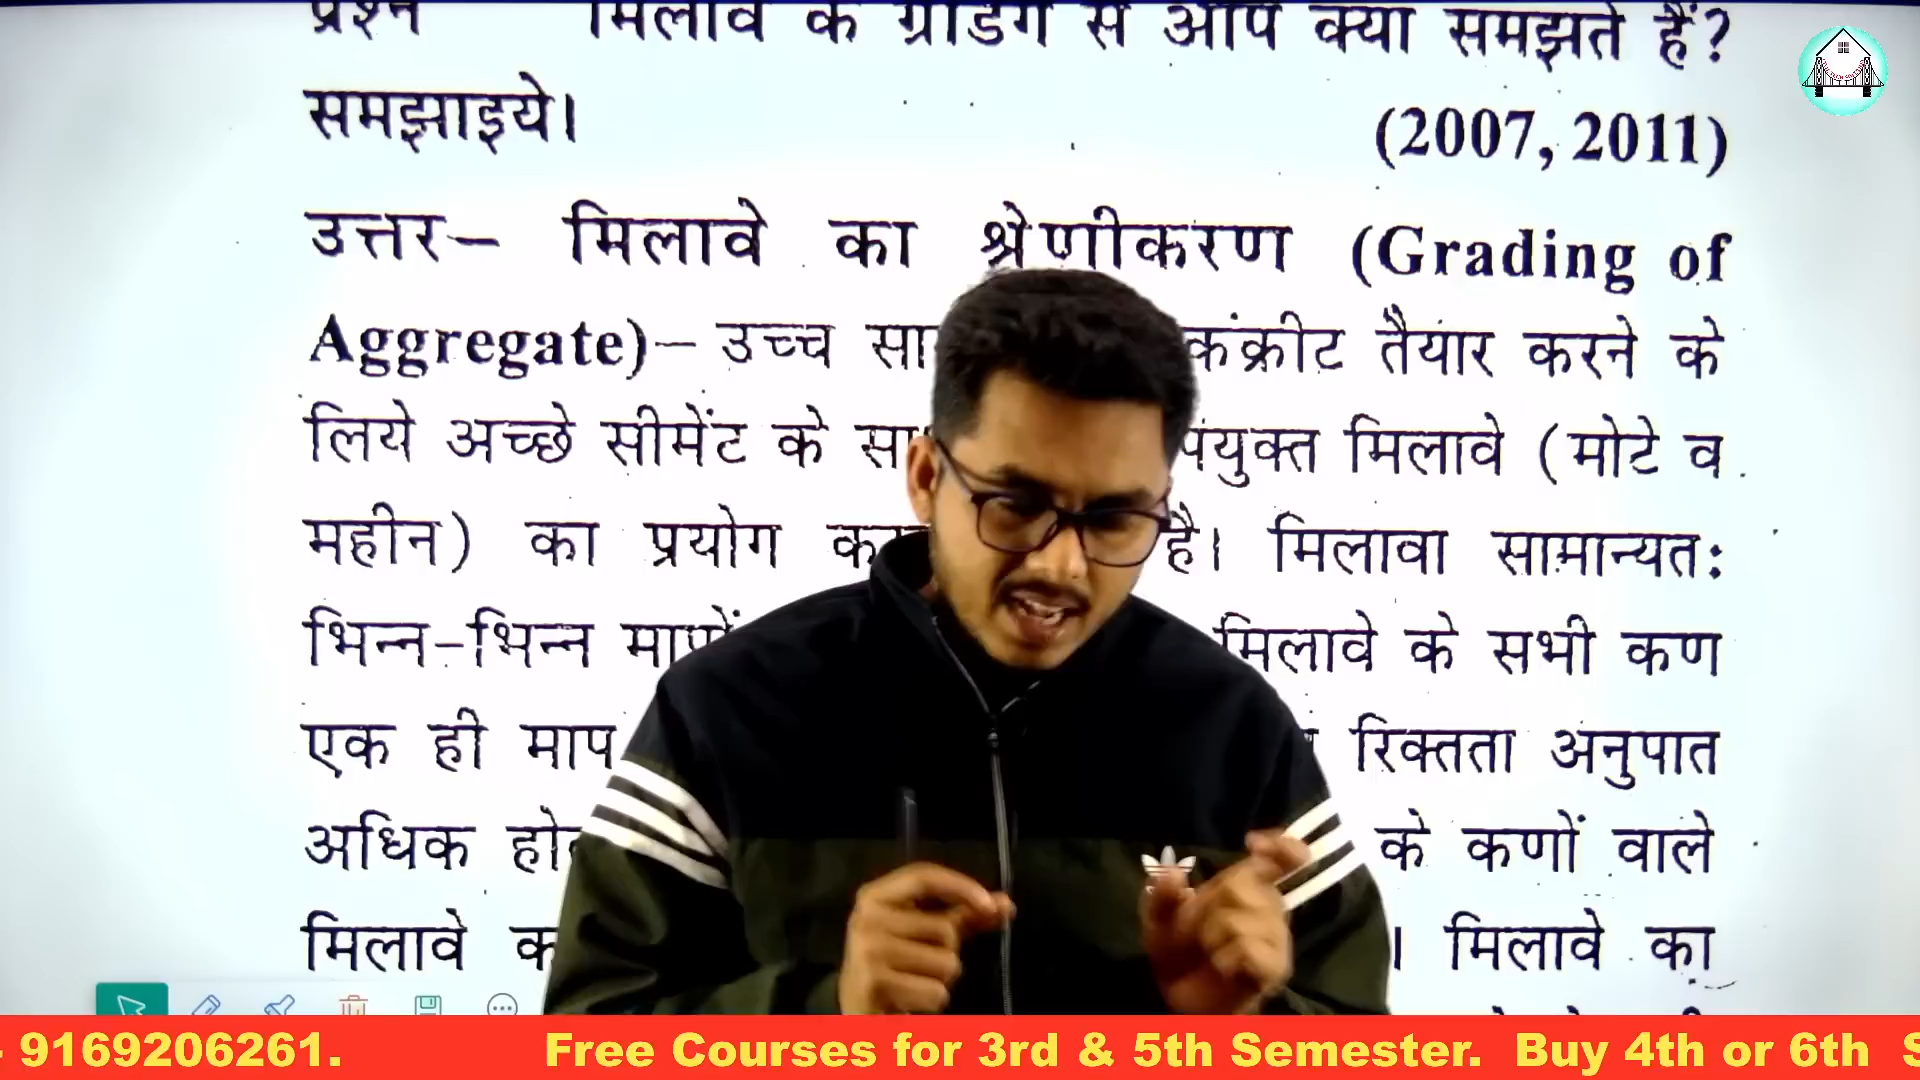 प्रश्न मिलावे के ग्रेडिंग से आप क्या समझते हैं?
समझाइये। (2007, 2011)
उत्तर– मिलावे का श्रेणीकरण (Grading of
Aggregate)– उच्च कंक्रीट तैयार करने के
लिये अच्छे सीमेंट के मिलावे (मोटे व
महीन) का प्रयोग है। मिलावा सामान्यतः
भिन्न-भिन्न मिलावे के सभी कण
एक ही माप रिक्तता अनुपात
अधिक के कणों वाले
मिलावे । मिलावे का
9169206261. Free Courses for 3rd & 5th Semester. Buy 4th or 6th